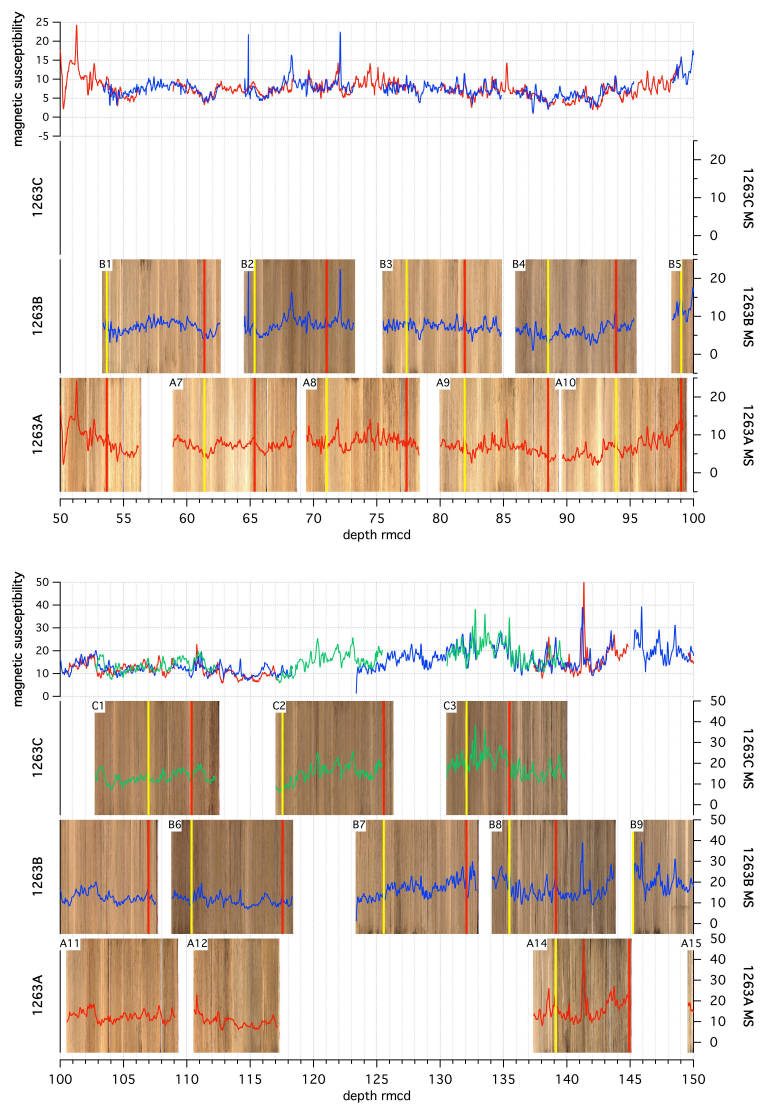 magnetic susceptibility
25
20
15
10
5
0
-5
1263C
20
10
0
1263C MS
1263B
B1
B2
B3
B4
B5
20
10
0
1263B MS
1263A
A7
A8
A9
A10
20
10
0
1263A MS
50 55 60 65 70 75 80 85 90 95 100
depth rmcd
magnetic susceptibility
50
40
30
20
10
0
1263C
C1
C2
C3
50
40
30
20
10
0
1263C MS
1263B
B6
B7
B8
B9
50
40
30
20
10
0
1263B MS
1263A
A11
A12
A14
A15
50
40
30
20
10
0
1263A MS
100 105 110 115 120 125 130 135 140 145 150
depth rmcd